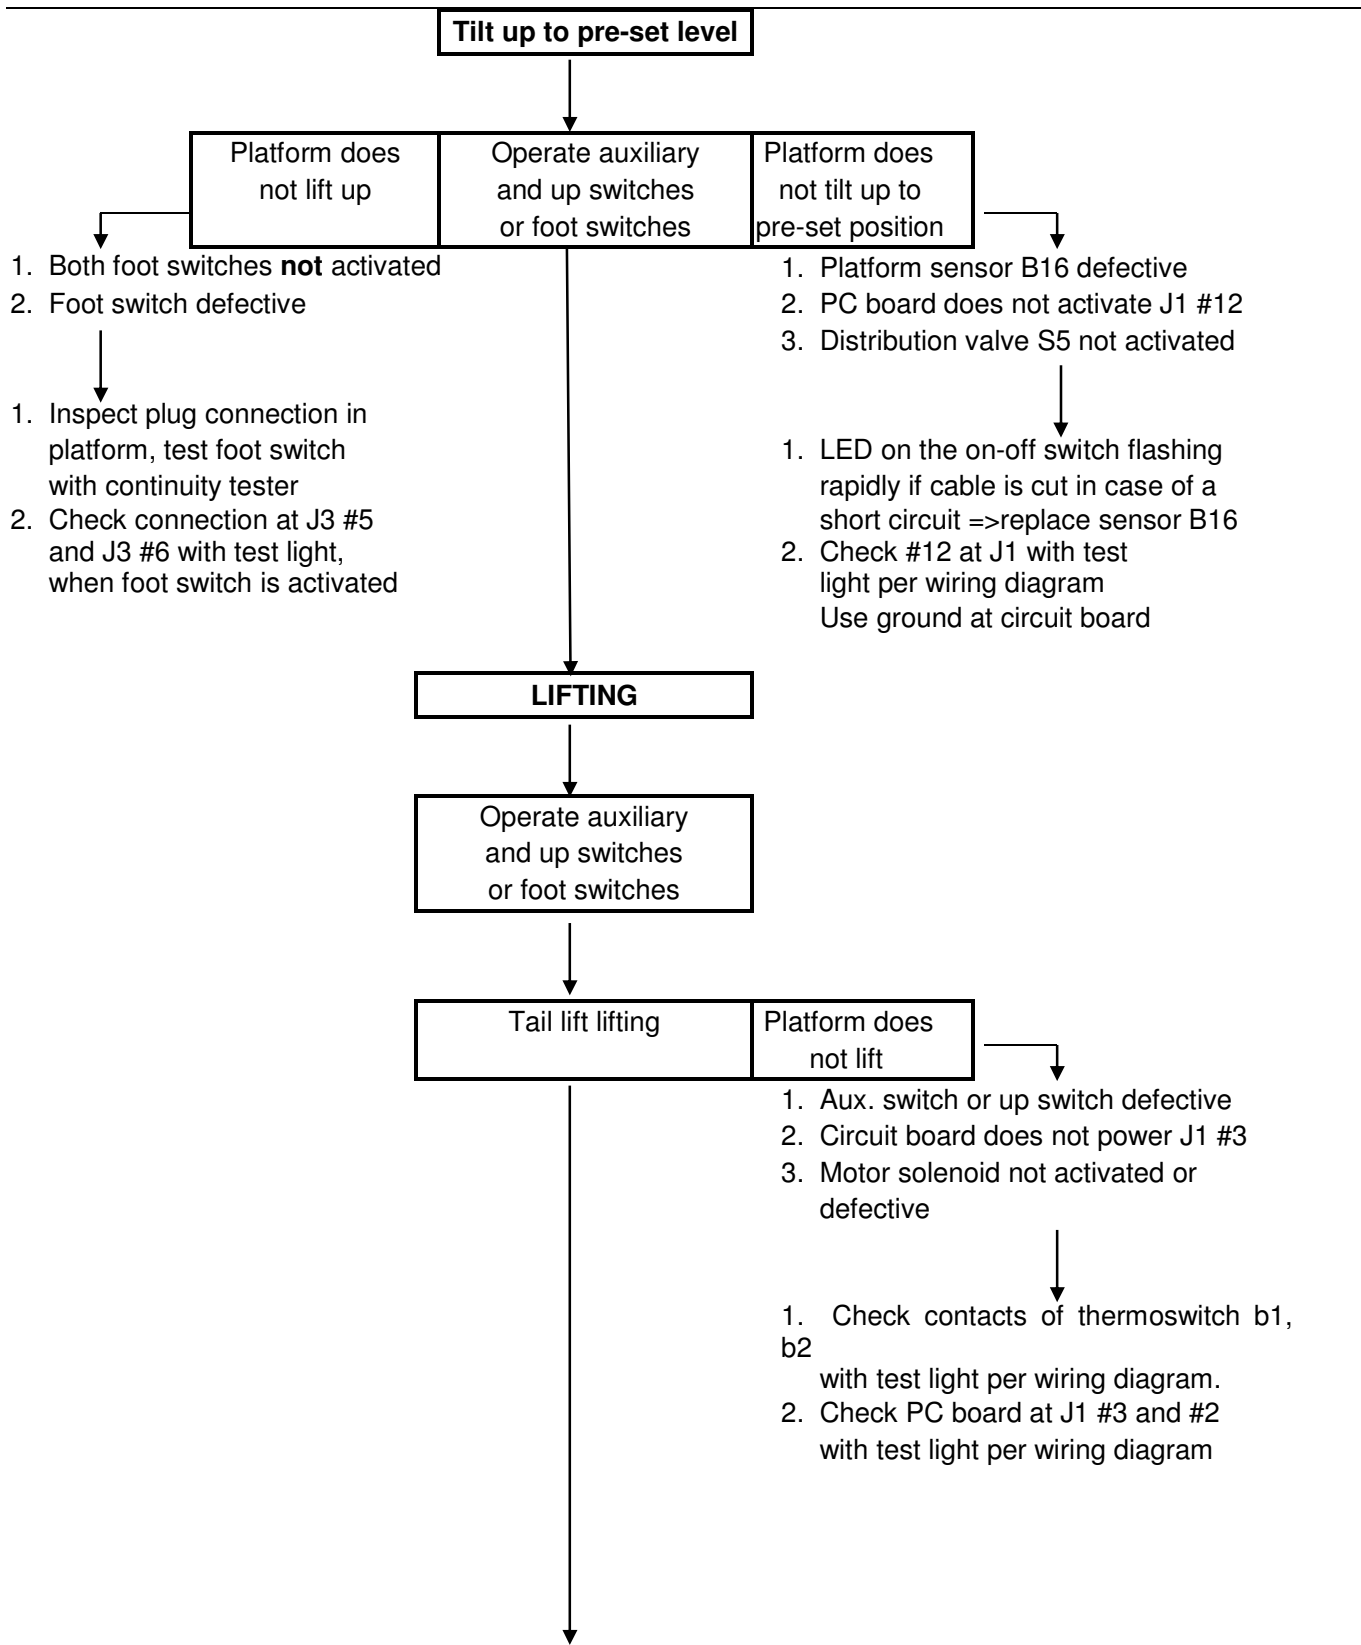 Tilt up to pre-set level
Platform does
not lift up
Operate auxiliary
and up switches
or foot switches
Platform does
not tilt up to
pre-set position
1. Both foot switches not activated
2. Foot switch defective
1. Inspect plug connection in
platform, test foot switch
with continuity tester
2. Check connection at J3 #5
and J3 #6 with test light,
when foot switch is activated
1. Platform sensor B16 defective
2. PC board does not activate J1 #12
3. Distribution valve S5 not activated
1. LED on the on-off switch flashing
rapidly if cable is cut in case of a
short circuit =>replace sensor B16
2. Check #12 at J1 with test
light per wiring diagram
Use ground at circuit board
LIFTING
Operate auxiliary
and up switches
or foot switches
Tail lift lifting
Platform does
not lift
1. Aux. switch or up switch defective
2. Circuit board does not power J1 #3
3. Motor solenoid not activated or
defective
1. Check contacts of thermoswitch b1,
b2
with test light per wiring diagram.
2. Check PC board at J1 #3 and #2
with test light per wiring diagram